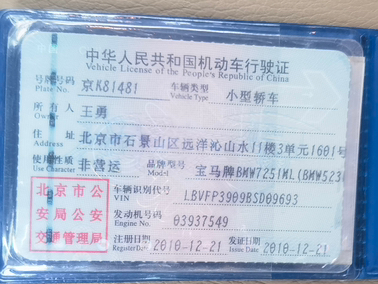 中华人民共和国机动车行驶证
Vehicle License of the People's Republic of China
号牌号码 京K81481 车辆类型 小型轿车
Plate No. Vehicle Type
所有人 王勇
Owner
住址 北京市石景山区远洋沁山水11楼3单元1601号
Address
使用性质 非营运 品牌型号 宝马牌BMW7251ML(BMW523
Use Character Model
北京市公
安局公安
交通管理局
车辆识别代号 LBVFP3909BSD09693
VIN
发动机号码 03937549
Engine No.
注册日期 2010-12-21 发证日期 2010-12-21
Register Date Issue Date